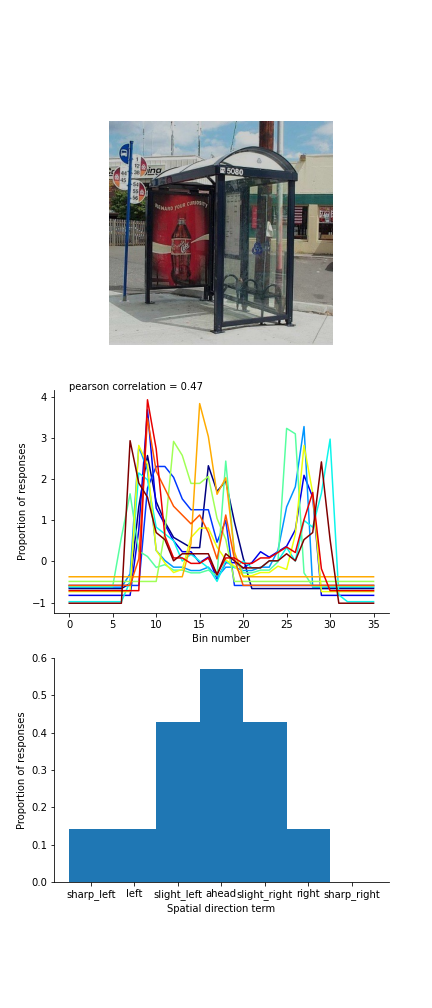 5080
pearson correlation = 0.47
Proportion of responses
4
3
2
1
0
−1
0 5 10 15 20 25 30 35
Bin number
Proportion of responses
0.6
0.5
0.4
0.3
0.2
0.1
0.0
sharp_left left slight_left ahead slight_right right sharp_right
Spatial direction term